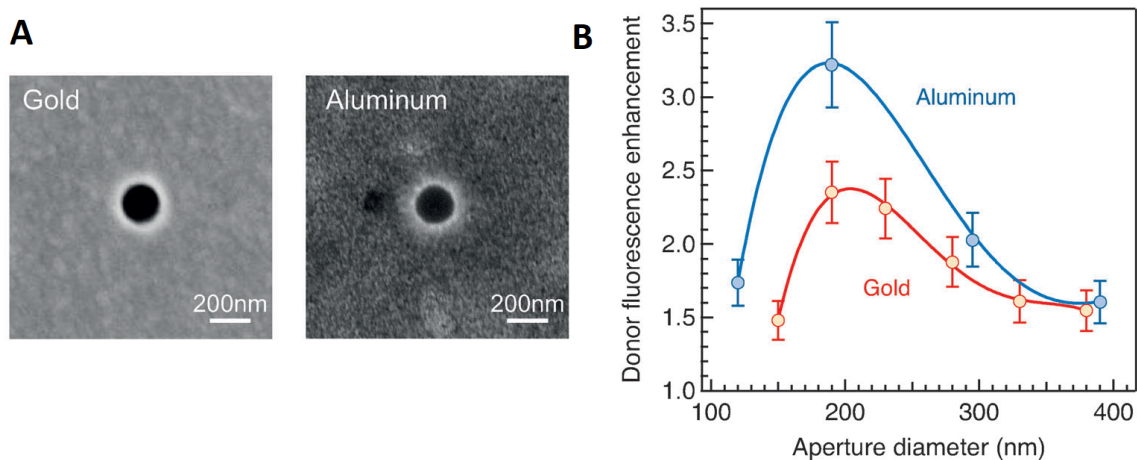 A
Gold
200nm
Aluminum
200nm
B
Donor fluorescence enhancement
3.5
3.0
2.5
2.0
1.5
1.0
Aluminum
Gold
100 200 300 400
Aperture diameter (nm)